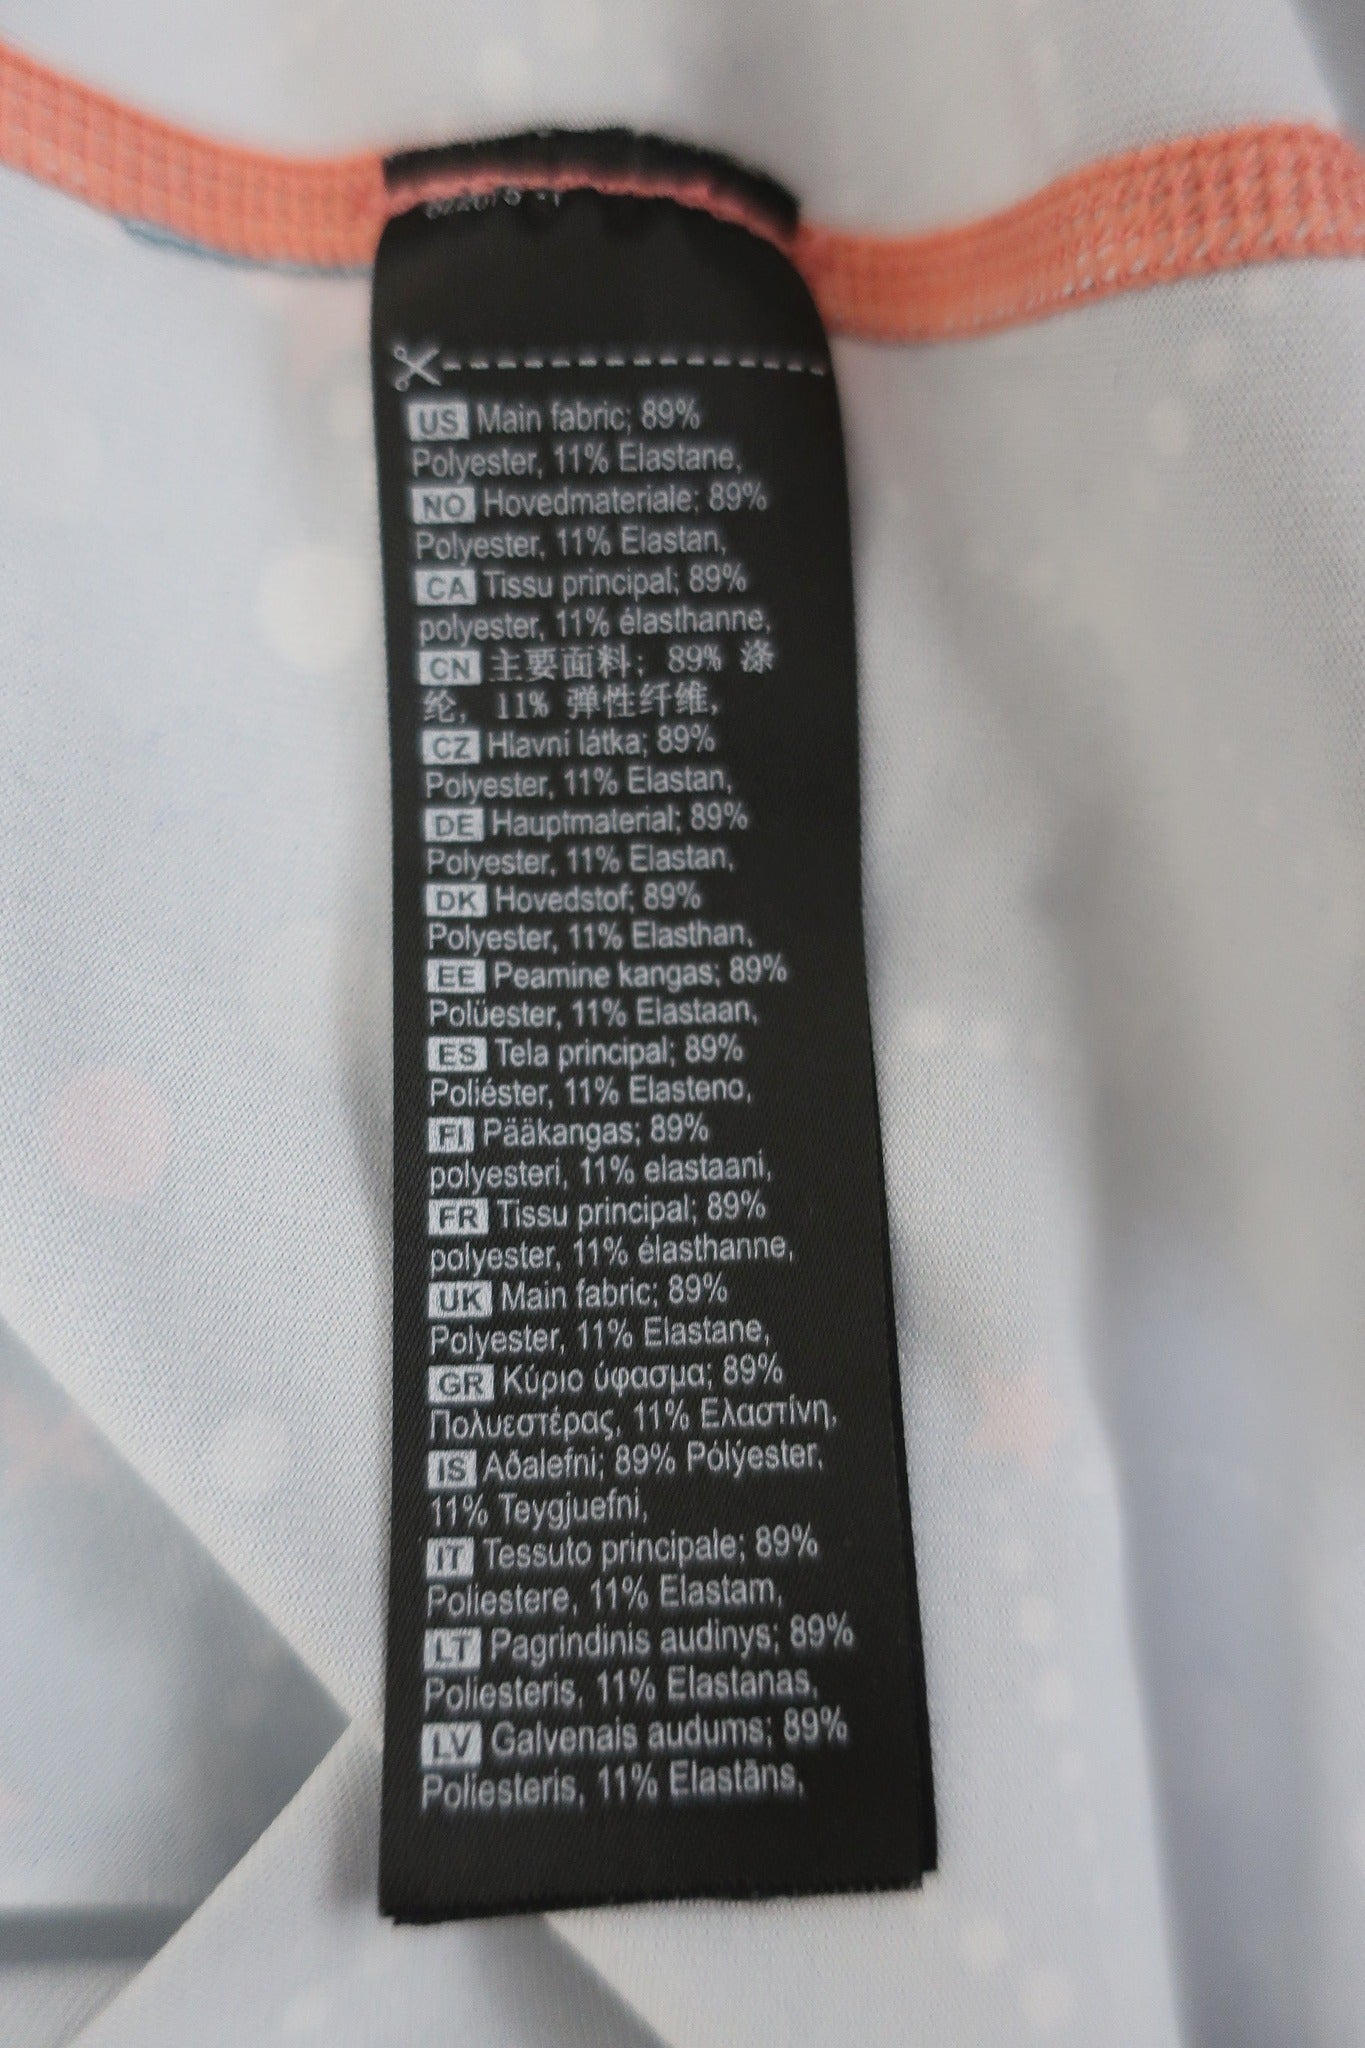 US Main fabric; 89%
Polyester, 11% Elastane,
NO Hovedmateriale; 89%
Polyester, 11% Elastan,
CA Tissu principal; 89%
polyester, 11% élasthanne,
CN 主要面料; 89% 涤
纶, 11% 弹性纤维,
CZ Hlavní látka; 89%
Polyester, 11% Elastan,
DE Hauptmaterial; 89%
Polyester, 11% Elastan,
DK Hovedstof; 89%
Polyester, 11% Elasthan,
EE Peamine kangas; 89%
Polüester, 11% Elastaan,
ES Tela principal; 89%
Poliéster, 11% Elasteno,
FI Pääkangas; 89%
polyesteri, 11% elastaani,
FR Tissu principal; 89%
polyester, 11% élasthanne,
UK Main fabric; 89%
Polyester, 11% Elastane,
GR Κύριο ύφασμα; 89%
Πολυεστέρας, 11% Ελαστίνη,
IS Aðalefni; 89% Pólýester,
11% Teygjuefni,
IT Tessuto principale; 89%
Poliestere, 11% Elastam,
LT Pagrindinis audinys; 89%
Poliesteris, 11% Elastanas,
LV Galvenais audums; 89%
Poliesteris, 11% Elastāns,